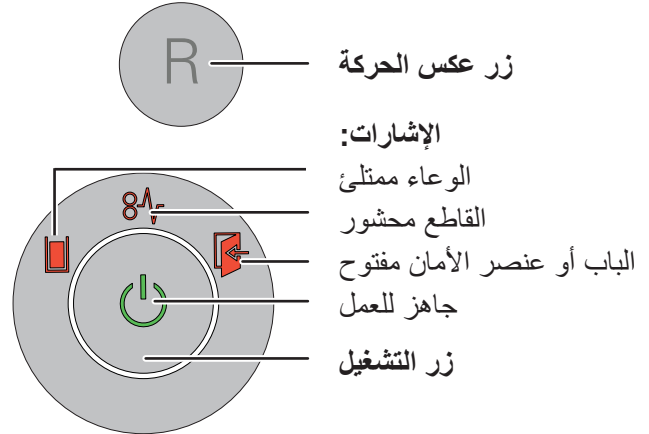 R
زر عكس الحركة
الإشارات:
الوعاء ممتلئ
القاطع محشور
الباب أو عنصر الأمان مفتوح
جاهز للعمل
زر التشغيل